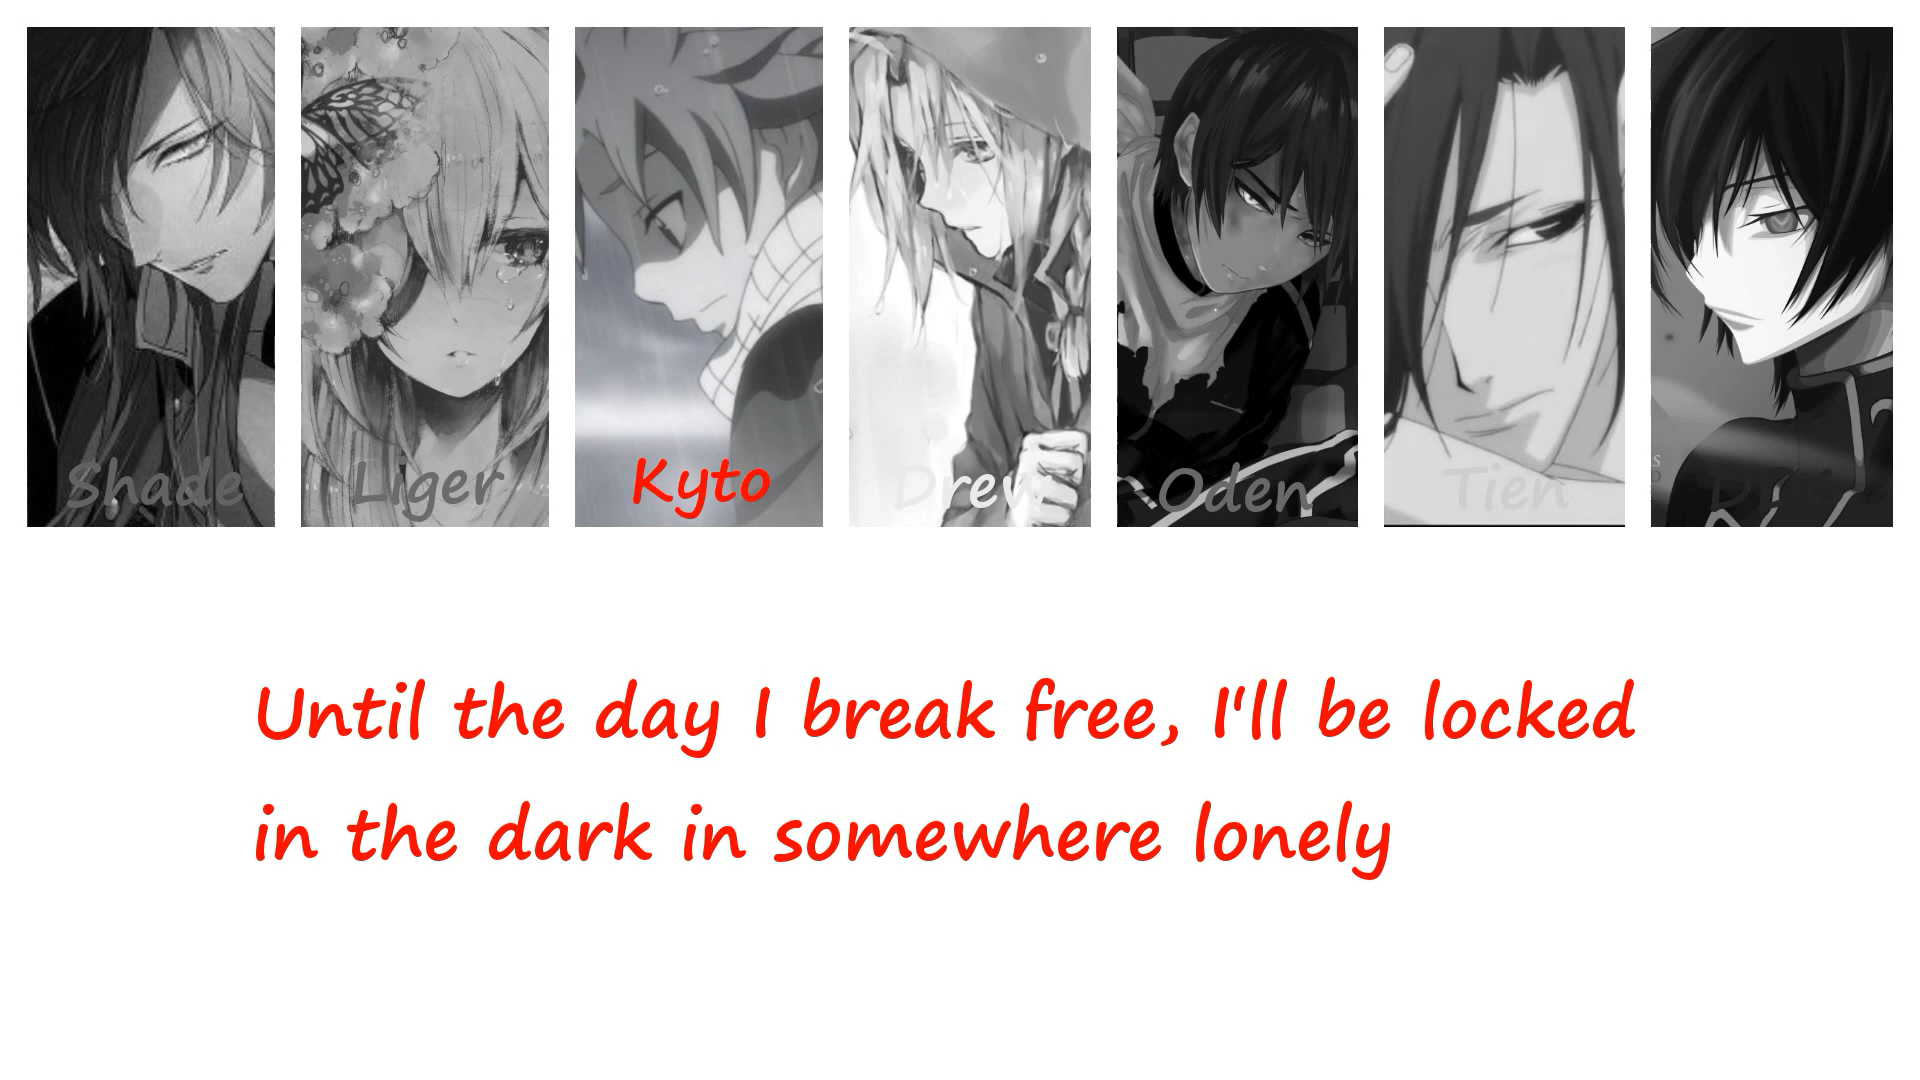 Shade
Liger
Kyto
Drew
Oden
Tien
Until the day I break free, I'll be locked
in the dark in somewhere lonely